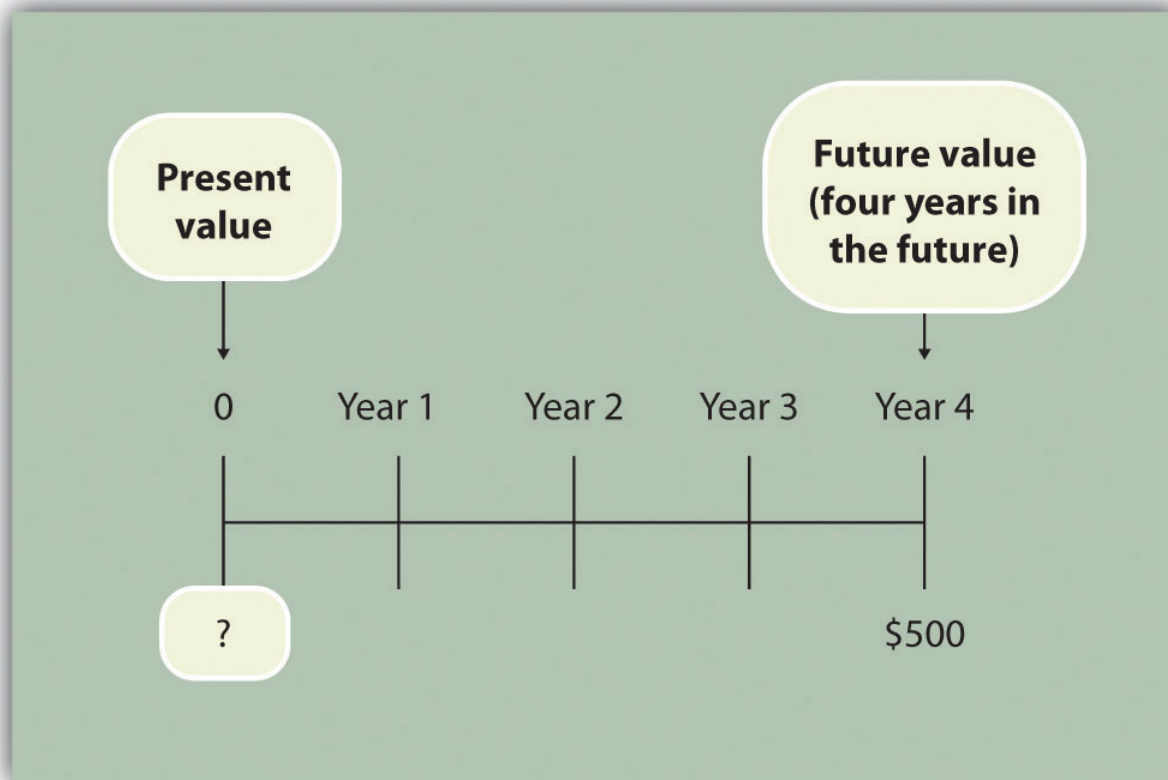 Present
value
Future value
(four years in
the future)
0 Year 1 Year 2 Year 3 Year 4
?
$500